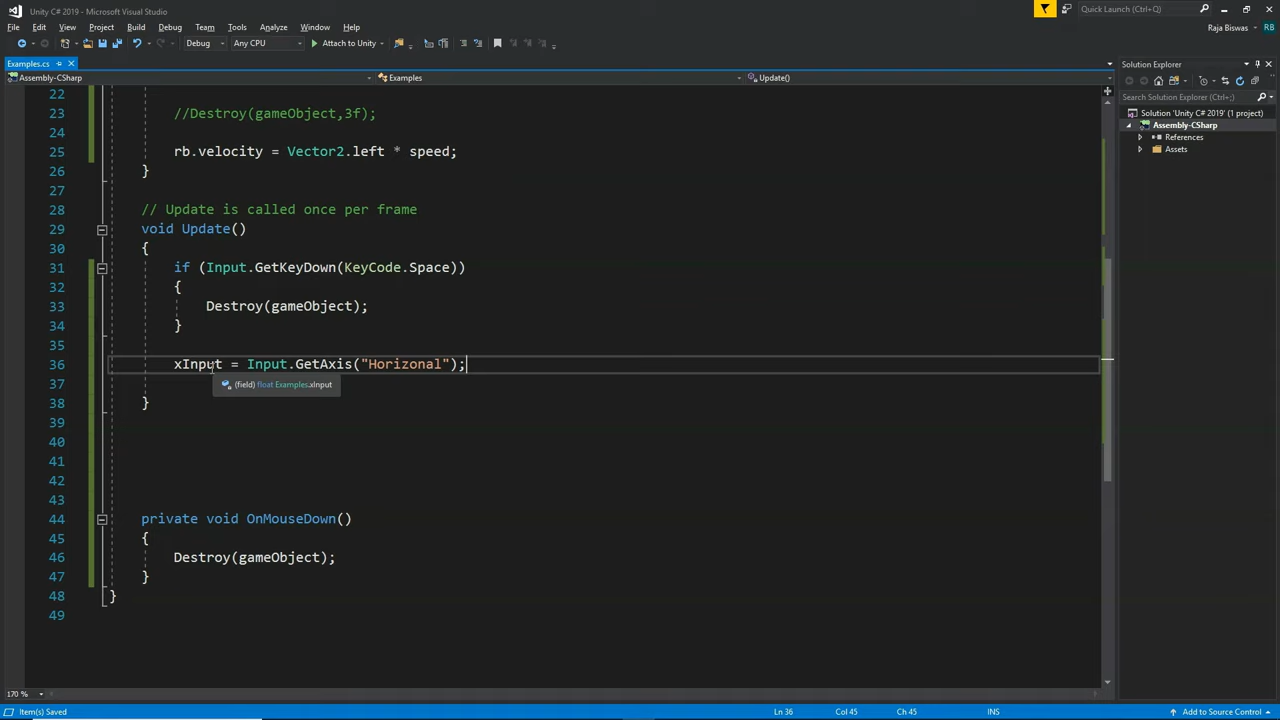 Unity C# 2019 - Microsoft Visual Studio
Quick Launch (Ctrl+Q)
File Edit View Project Build Debug Team Tools Analyze Window Help
Raja Biswas RB
Debug Any CPU Attach to Unity
Examples.cs
Solution Explorer
Assembly-CSharp Examples Update()
Search Solution Explorer (Ctrl+;)
Solution 'Unity C# 2019' (1 project)
Assembly-CSharp
References
Assets
22
23 //Destroy(gameObject,3f);
24
25 rb.velocity = Vector2.left * speed;
26 }
27
28 // Update is called once per frame
29 void Update()
30 {
31 if (Input.GetKeyDown(KeyCode.Space))
32 {
33 Destroy(gameObject);
34 }
35
36 xInput = Input.GetAxis("Horizonal");
37 (field) float Examples.xInput
38 }
39
40
41
42
43
44 private void OnMouseDown()
45 {
46 Destroy(gameObject);
47 }
48 }
49
170 %
Item(s) Saved Ln 36 Col 45 Ch 45 INS Add to Source Control